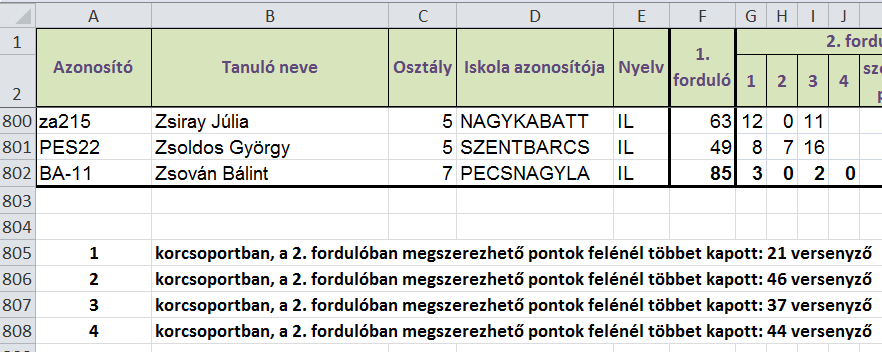 A B C D E F G H I J
1 Azonosító Tanuló neve Osztály Iskola azonosítója Nyelv 1. forduló 2.
2 1 2 3 4
800 za215 Zsiray Júlia 5 NAGYKABATT IL 63 12 0 11
801 PES22 Zsoldos György 5 SZENTBARCS IL 49 8 7 16
802 BA-11 Zsován Bálint 7 PECSNAGYLA IL 85 3 0 2 0
803
804
805 1 korcsoportban, a 2. fordulóban megszerezhető pontok felénél többet kapott: 21 versenyző
806 2 korcsoportban, a 2. fordulóban megszerezhető pontok felénél többet kapott: 46 versenyző
807 3 korcsoportban, a 2. fordulóban megszerezhető pontok felénél többet kapott: 37 versenyző
808 4 korcsoportban, a 2. fordulóban megszerezhető pontok felénél többet kapott: 44 versenyző